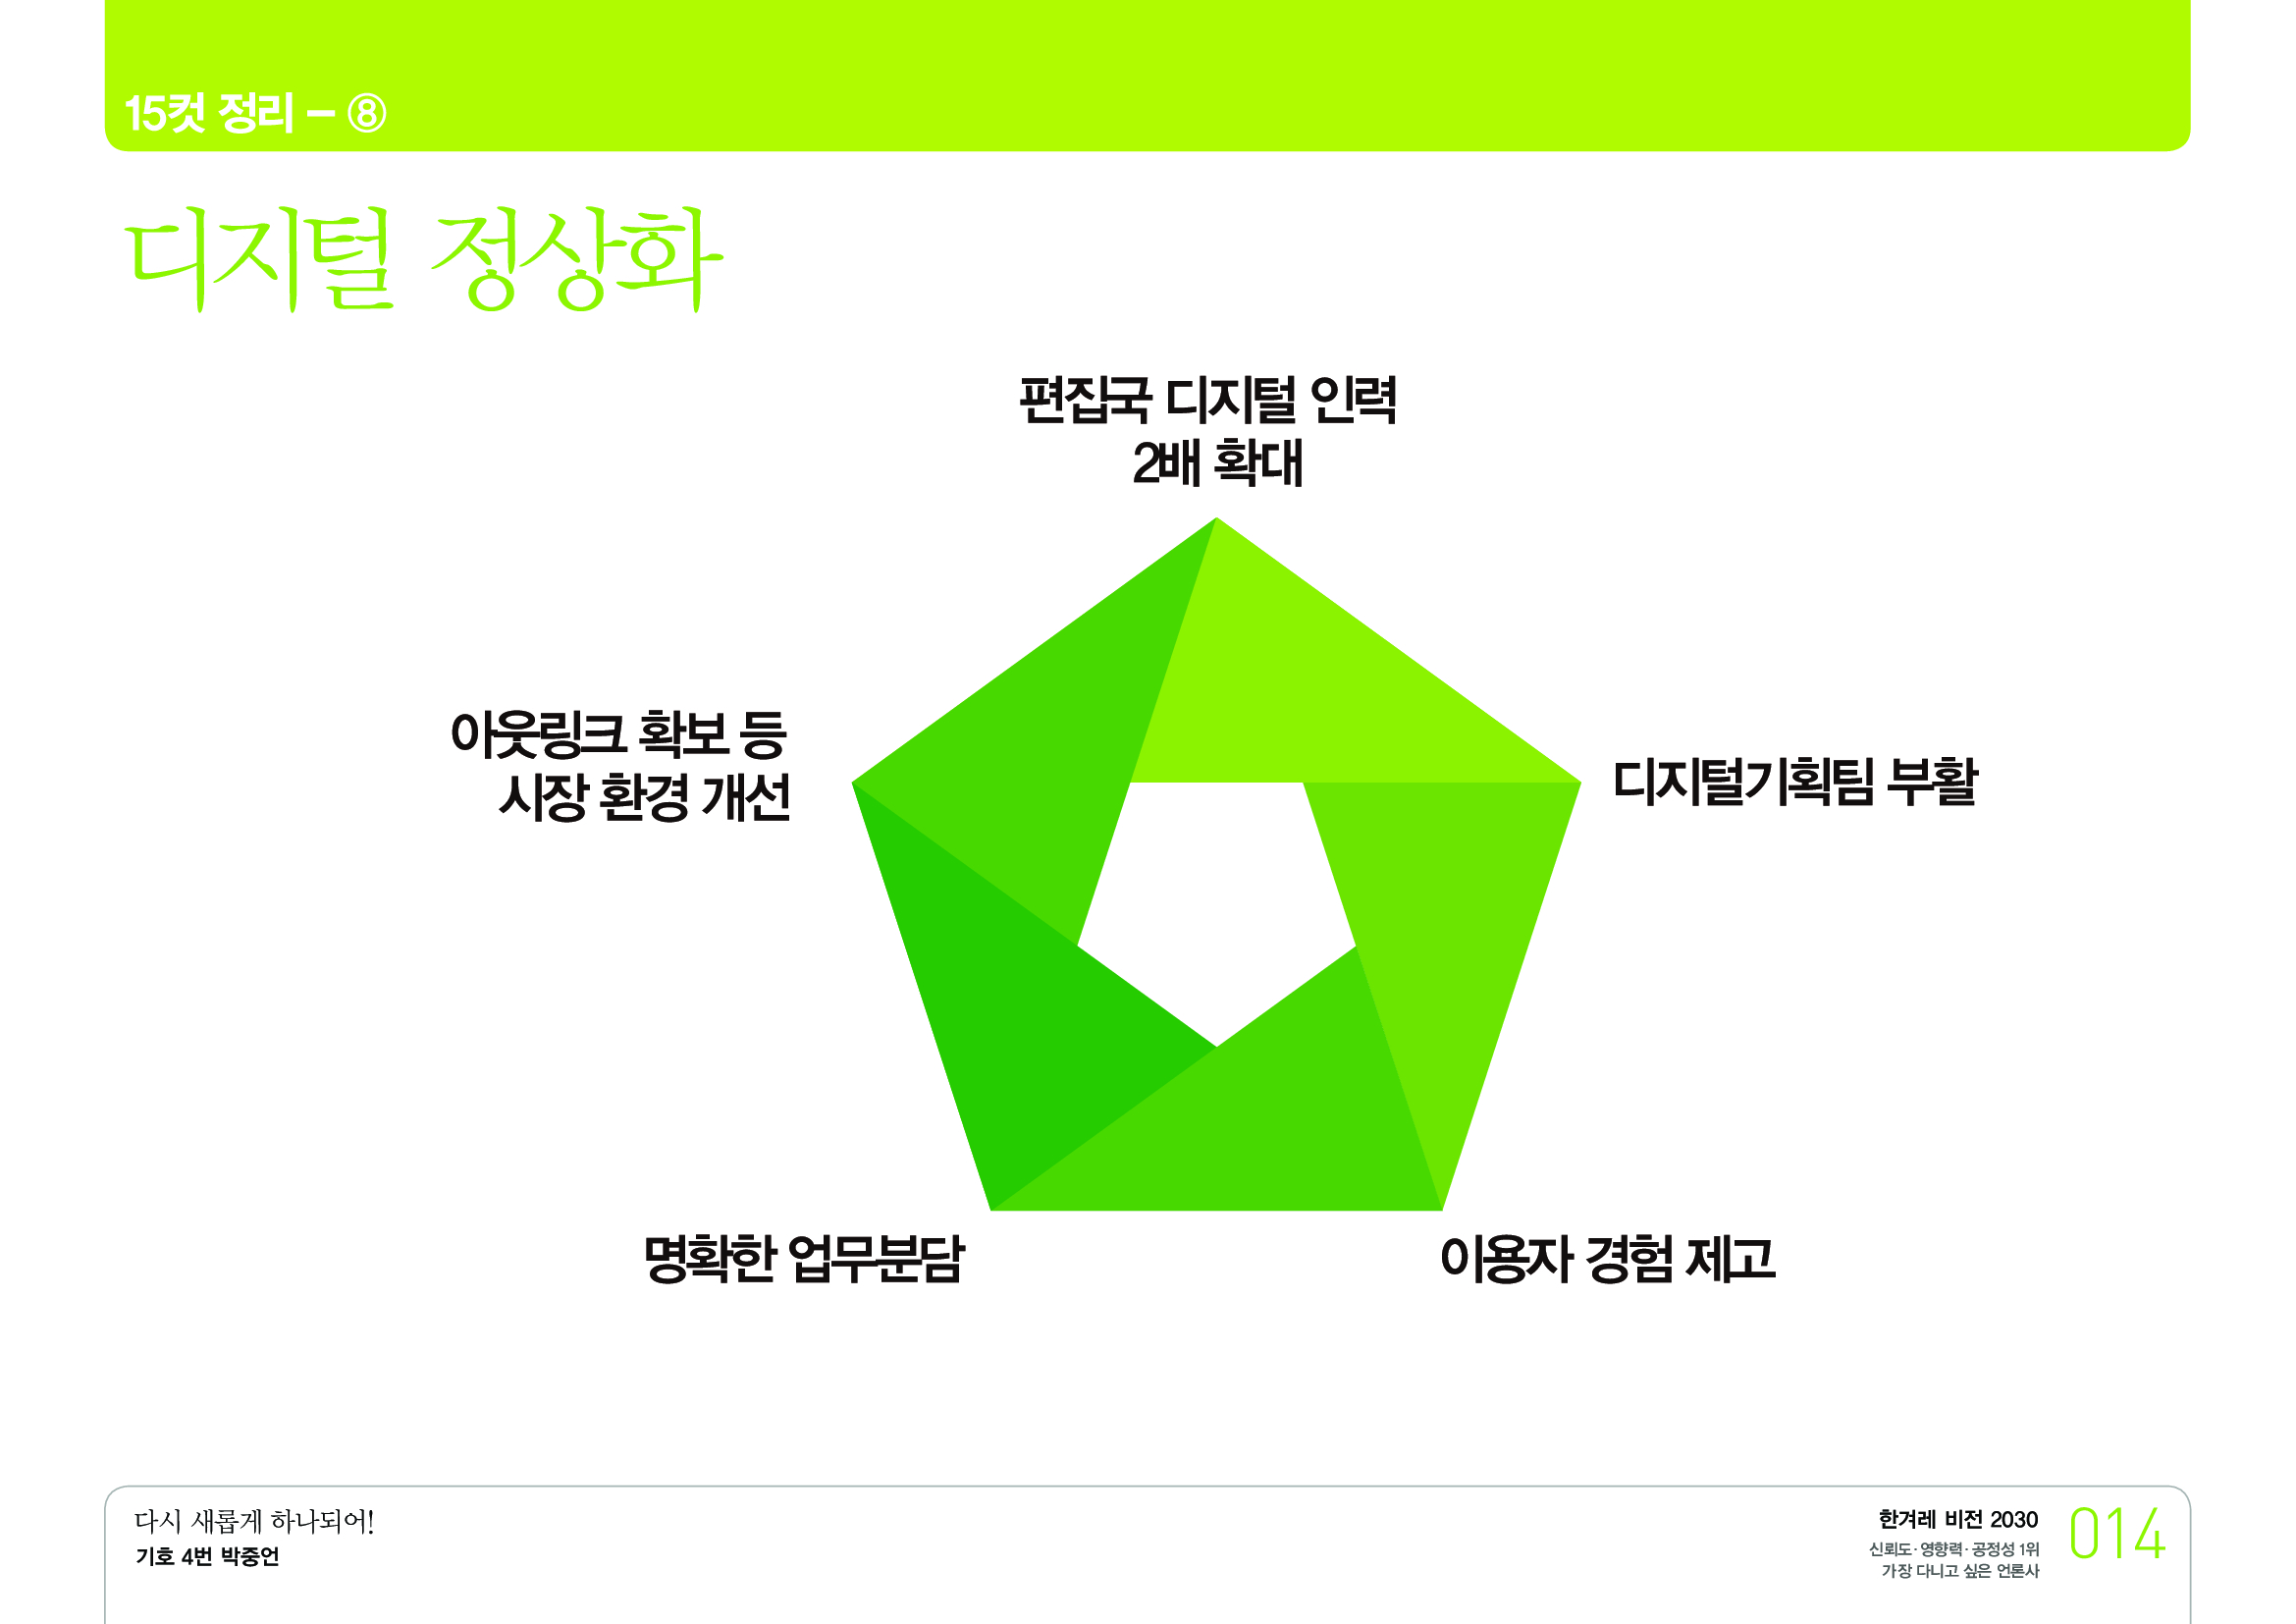 15컷 정리 – ⑧
디지털 정상화
편집국 디지털 인력
2배 확대
아웃링크 확보 등
시장 환경 개선
디지털기획팀 부활
명확한 업무분담
이용자 경험 제고
다시 새롭게 하나되어!
기호 4번 박중언
한겨레 비전 2030
신뢰도·영향력·공정성 1위
가장 다니고 싶은 언론사
014